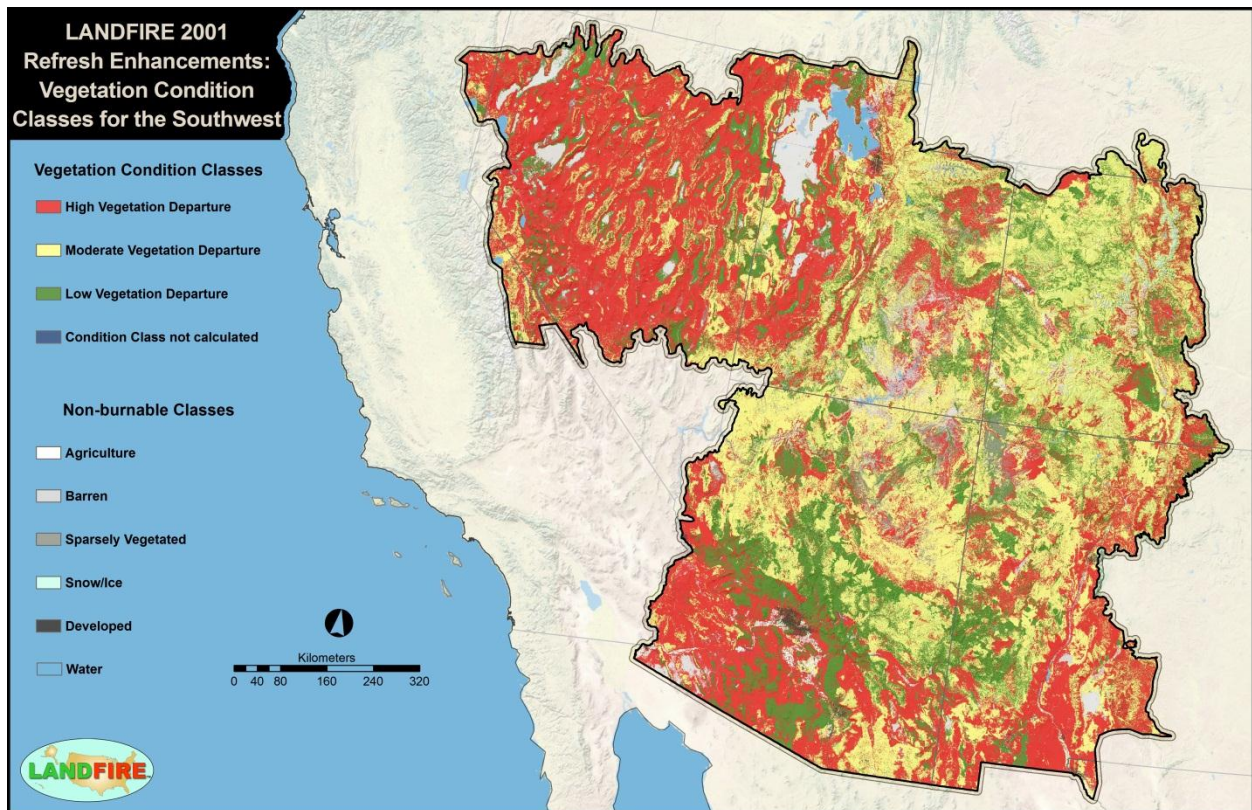 LANDFIRE 2001
Refresh Enhancements:
Vegetation Condition
Classes for the Southwest
Vegetation Condition Classes
High Vegetation Departure
Moderate Vegetation Departure
Low Vegetation Departure
Condition Class not calculated
Non-burnable Classes
Agriculture
Barren
Sparsely Vegetated
Snow/Ice
Developed
Water
Kilometers
0 40 80 160 240 320
LANDFIRE